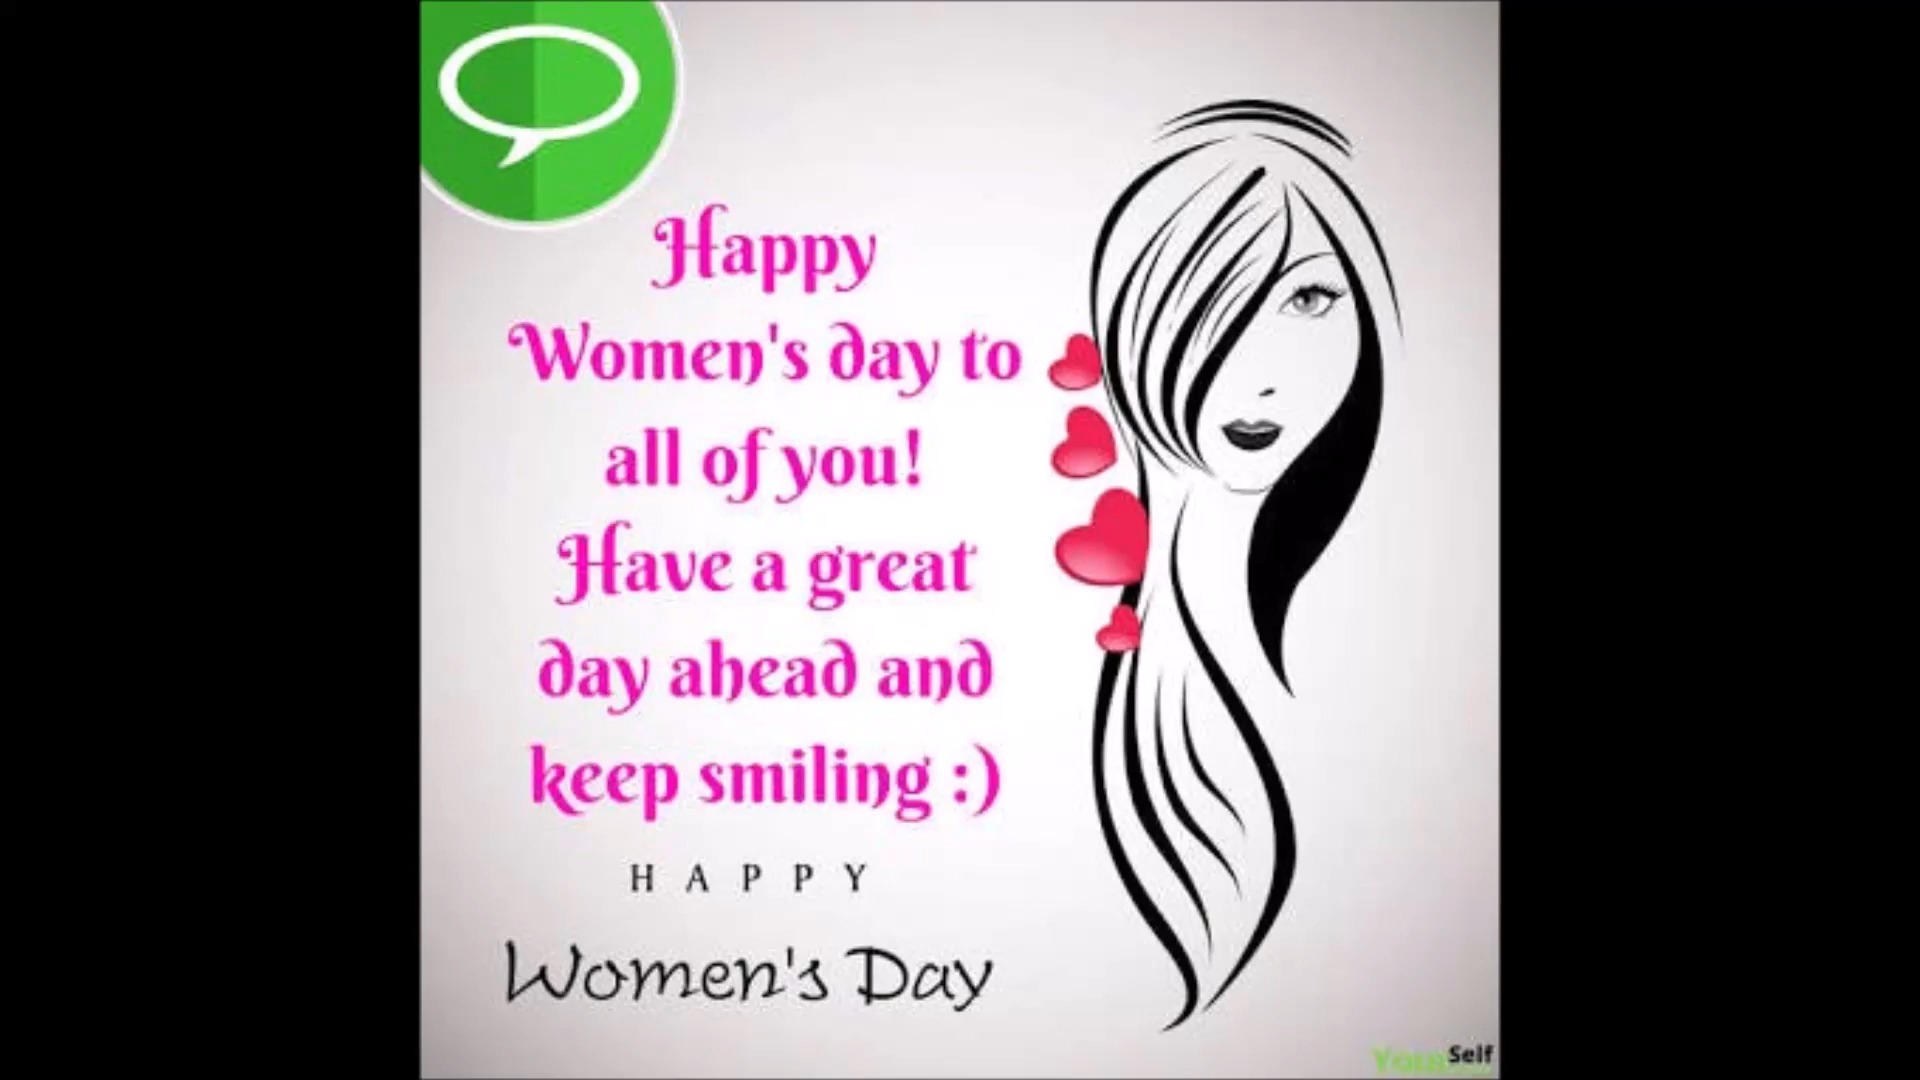 Happy
Women's day to
all of you!
Have a great
day ahead and
keep smiling :)
HAPPY
Women's Day
Self